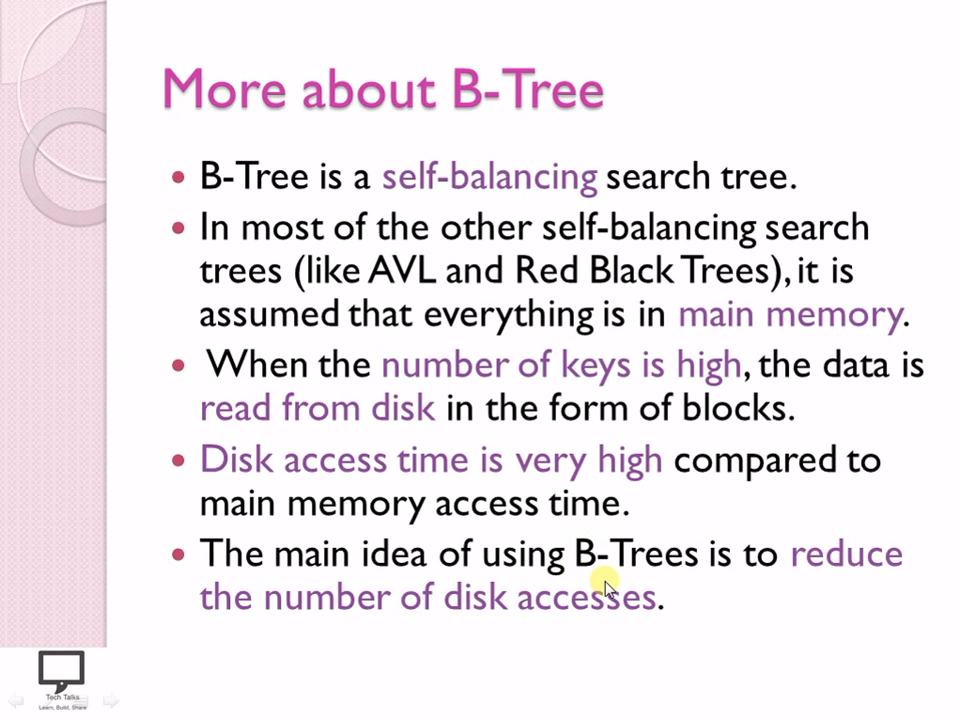 More about B-Tree
• B-Tree is a self-balancing search tree.
• In most of the other self-balancing search
trees (like AVL and Red Black Trees), it is
assumed that everything is in main memory.
• When the number of keys is high, the data is
read from disk in the form of blocks.
• Disk access time is very high compared to
main memory access time.
• The main idea of using B-Trees is to reduce
the number of disk accesses.
Tech Talks
Learn, Build, Share